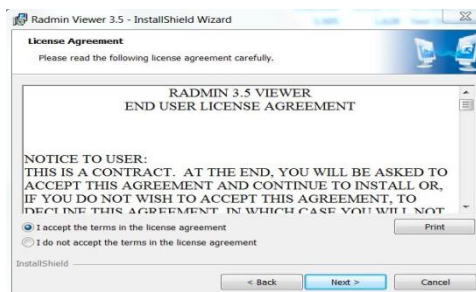 Radmin Viewer 3.5 - InstallShield Wizard
License Agreement
Please read the following license agreement carefully.
RADMIN 3.5 VIEWER
END USER LICENSE AGREEMENT
NOTICE TO USER:
THIS IS A CONTRACT. AT THE END, YOU WILL BE ASKED TO
ACCEPT THIS AGREEMENT AND CONTINUE TO INSTALL OR,
IF YOU DO NOT WISH TO ACCEPT THIS AGREEMENT, TO
DECLINE THIS AGREEMENT, IN WHICH CASE YOU WILL NOT
I accept the terms in the license agreement
Print
I do not accept the terms in the license agreement
InstallShield
< Back Next > Cancel